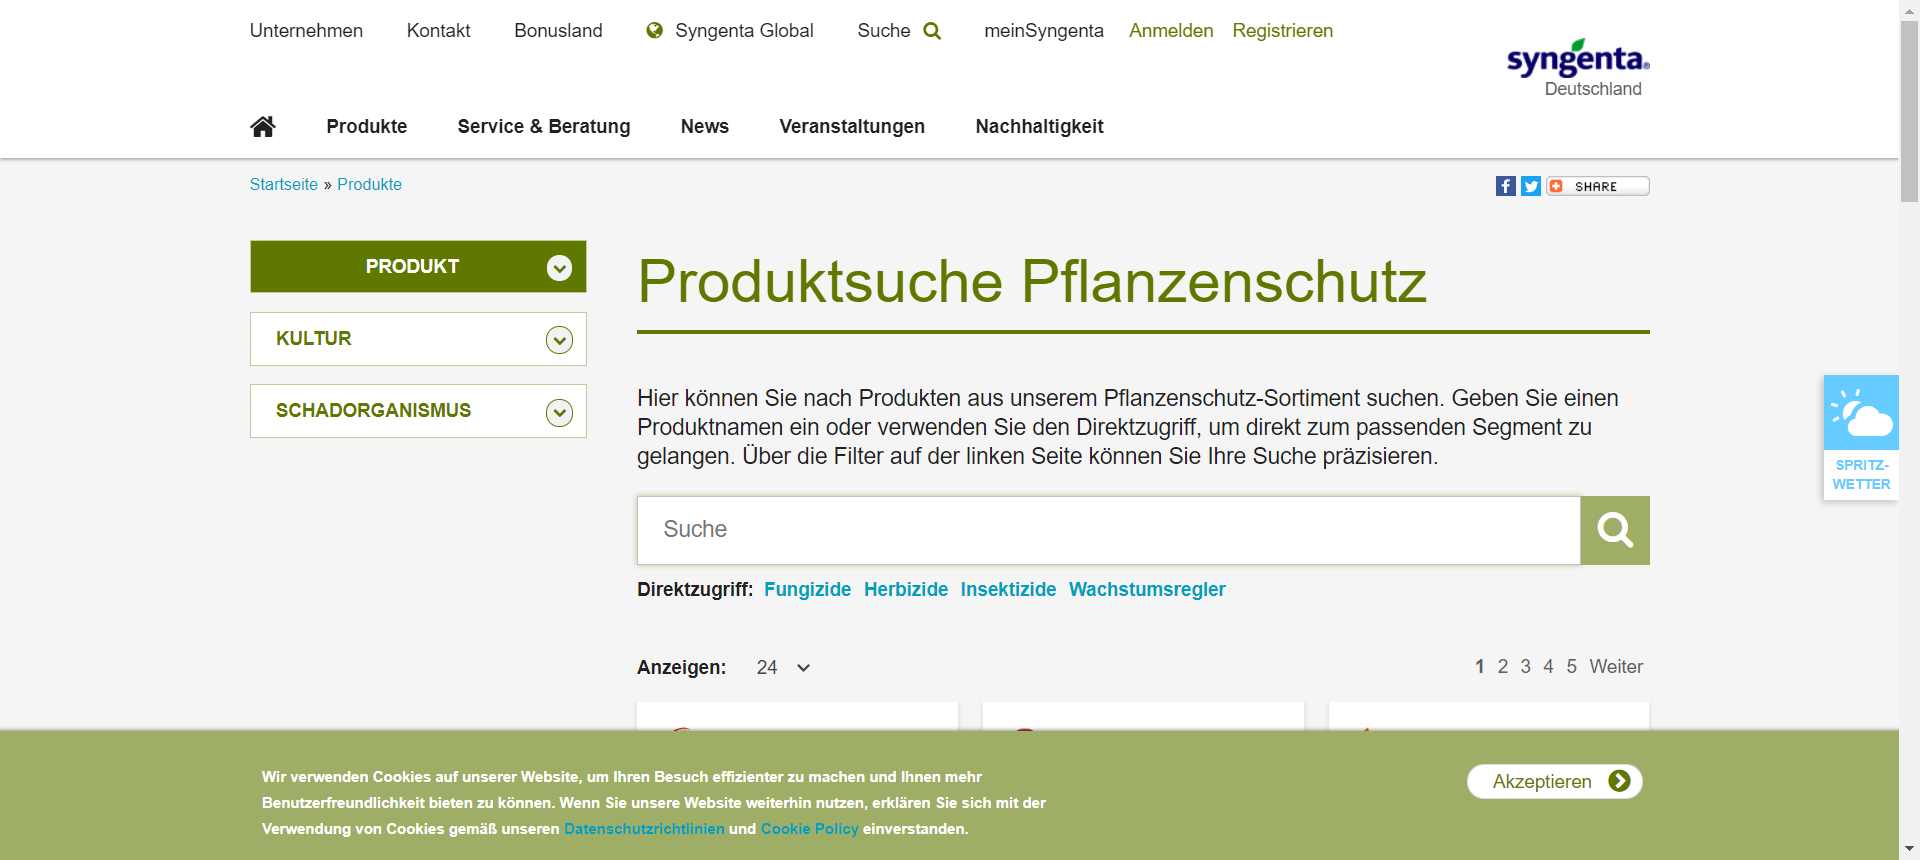 Unternehmen Kontakt Bonusland Syngenta Global Suche meinSyngenta Anmelden Registrieren
syngenta®
Deutschland
Produkte Service & Beratung News Veranstaltungen Nachhaltigkeit
Startseite » Produkte
SHARE
PRODUKT
KULTUR
SCHADORGANISMUS
Produktsuche Pflanzenschutz
Hier können Sie nach Produkten aus unserem Pflanzenschutz-Sortiment suchen. Geben Sie einen
Produktnamen ein oder verwenden Sie den Direktzugriff, um direkt zum passenden Segment zu
gelangen. Über die Filter auf der linken Seite können Sie Ihre Suche präzisieren.
SPRITZ-
WETTER
Suche
Direktzugriff: Fungizide Herbizide Insektizide Wachstumsregler
Anzeigen: 24
1 2 3 4 5 Weiter
Wir verwenden Cookies auf unserer Website, um Ihren Besuch effizienter zu machen und Ihnen mehr
Benutzerfreundlichkeit bieten zu können. Wenn Sie unsere Website weiterhin nutzen, erklären Sie sich mit der
Verwendung von Cookies gemäß unseren Datenschutzrichtlinien und Cookie Policy einverstanden.
Akzeptieren